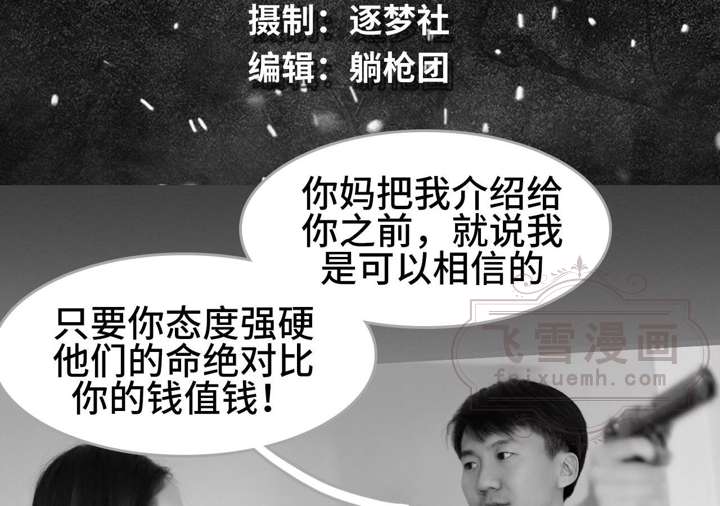 摄制：逐梦社
编辑：躺枪团
你妈把我介绍给
你之前，就说我
是可以相信的
只要你态度强硬
他们的命绝对比
你的钱值钱！
飞雪漫画
feixuemh.com